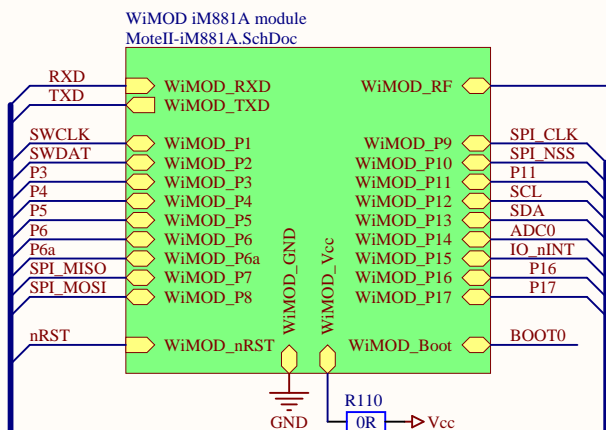 WiMOD iM881A module
MoteII-iM881A.SchDoc
RXD WiMOD_RXD WiMOD_RF
TXD WiMOD_TXD
SWCLK WiMOD_P1 WiMOD_P9 SPI_CLK
SWDAT WiMOD_P2 WiMOD_P10 SPI_NSS
P3 WiMOD_P3 WiMOD_P11 P11
P4 WiMOD_P4 WiMOD_P12 SCL
P5 WiMOD_P5 WiMOD_P13 SDA
P6 WiMOD_P6 WiMOD_P14 ADC0
P6a WiMOD_P6a WiMOD_P15 IO_nINT
SPI_MISO WiMOD_P7 WiMOD_P16 P16
SPI_MOSI WiMOD_P8 WiMOD_P17 P17
WiMOD_GND
WiMOD_Vcc
nRST WiMOD_nRST WiMOD_Boot BOOT0
R110
GND 0R Vcc